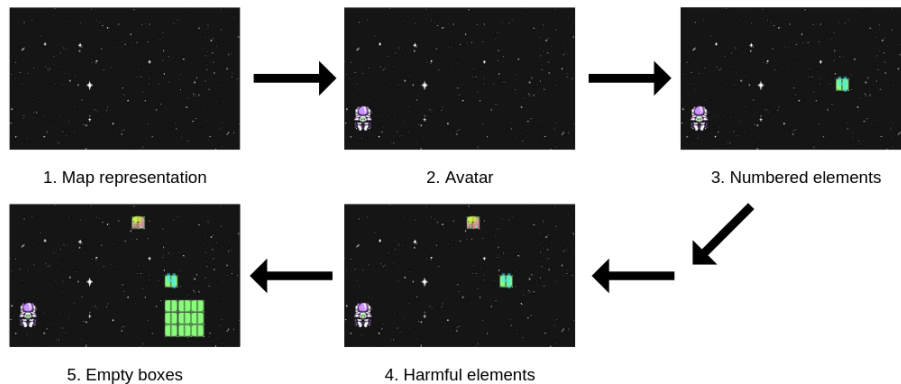 1. Map representation
2. Avatar
3. Numbered elements
4. Harmful elements
5. Empty boxes